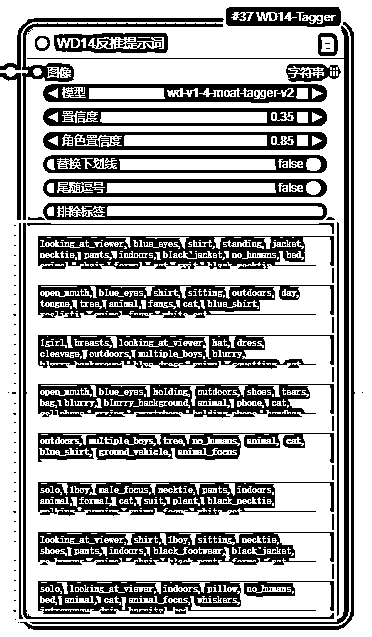 #37 WD14-Tagger
WD14反推提示词
图像
字符串
模型 wd-v1-4-moat-tagger-v2
置信度 0.35
角色置信度 0.85
替换下划线 false
尾随逗号 false
排除标签
looking_at_viewer, blue_eyes, shirt, standing, jacket,
necktie, pants, indoors, black_jacket, no_humans, bed,
open_mouth, blue_eyes, shirt, sitting, outdoors, day,
tongue, tree, animal, fangs, cat, blue_shirt,
1girl, breasts, looking_at_viewer, hat, dress,
cleavage, outdoors, multiple_boys, blurry,
open_mouth, blue_eyes, holding, outdoors, shoes, tears,
bag, blurry, blurry_background, animal, phone, cat,
outdoors, multiple_boys, tree, no_humans, animal, cat,
blue_shirt, ground_vehicle, animal_focus
solo, 1boy, male_focus, necktie, pants, indoors,
animal, formal, cat, suit, plant, black_necktie,
looking_at_viewer, shirt, 1boy, sitting, necktie,
shoes, pants, indoors, black_footwear, black_jacket,
solo, looking_at_viewer, indoors, pillow, no_humans,
bed, animal, cat, animal_focus, whiskers,